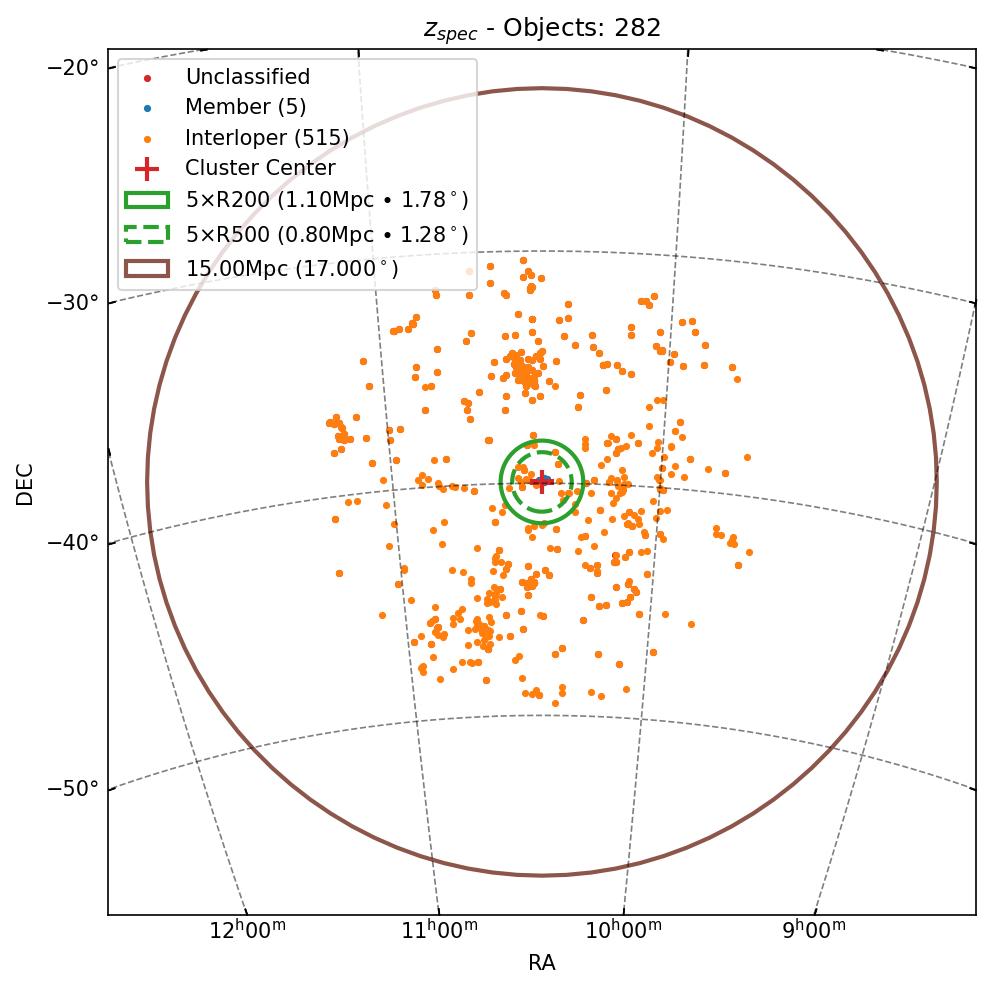 z_spec - Objects: 282
Unclassified
Member (5)
Interloper (515)
Cluster Center
5×R200 (1.10Mpc • 1.78°)
5×R500 (0.80Mpc • 1.28°)
15.00Mpc (17.000°)
−20°
−30°
−40°
−50°
DEC
12ʰ00ᵐ 11ʰ00ᵐ 10ʰ00ᵐ 9ʰ00ᵐ
RA